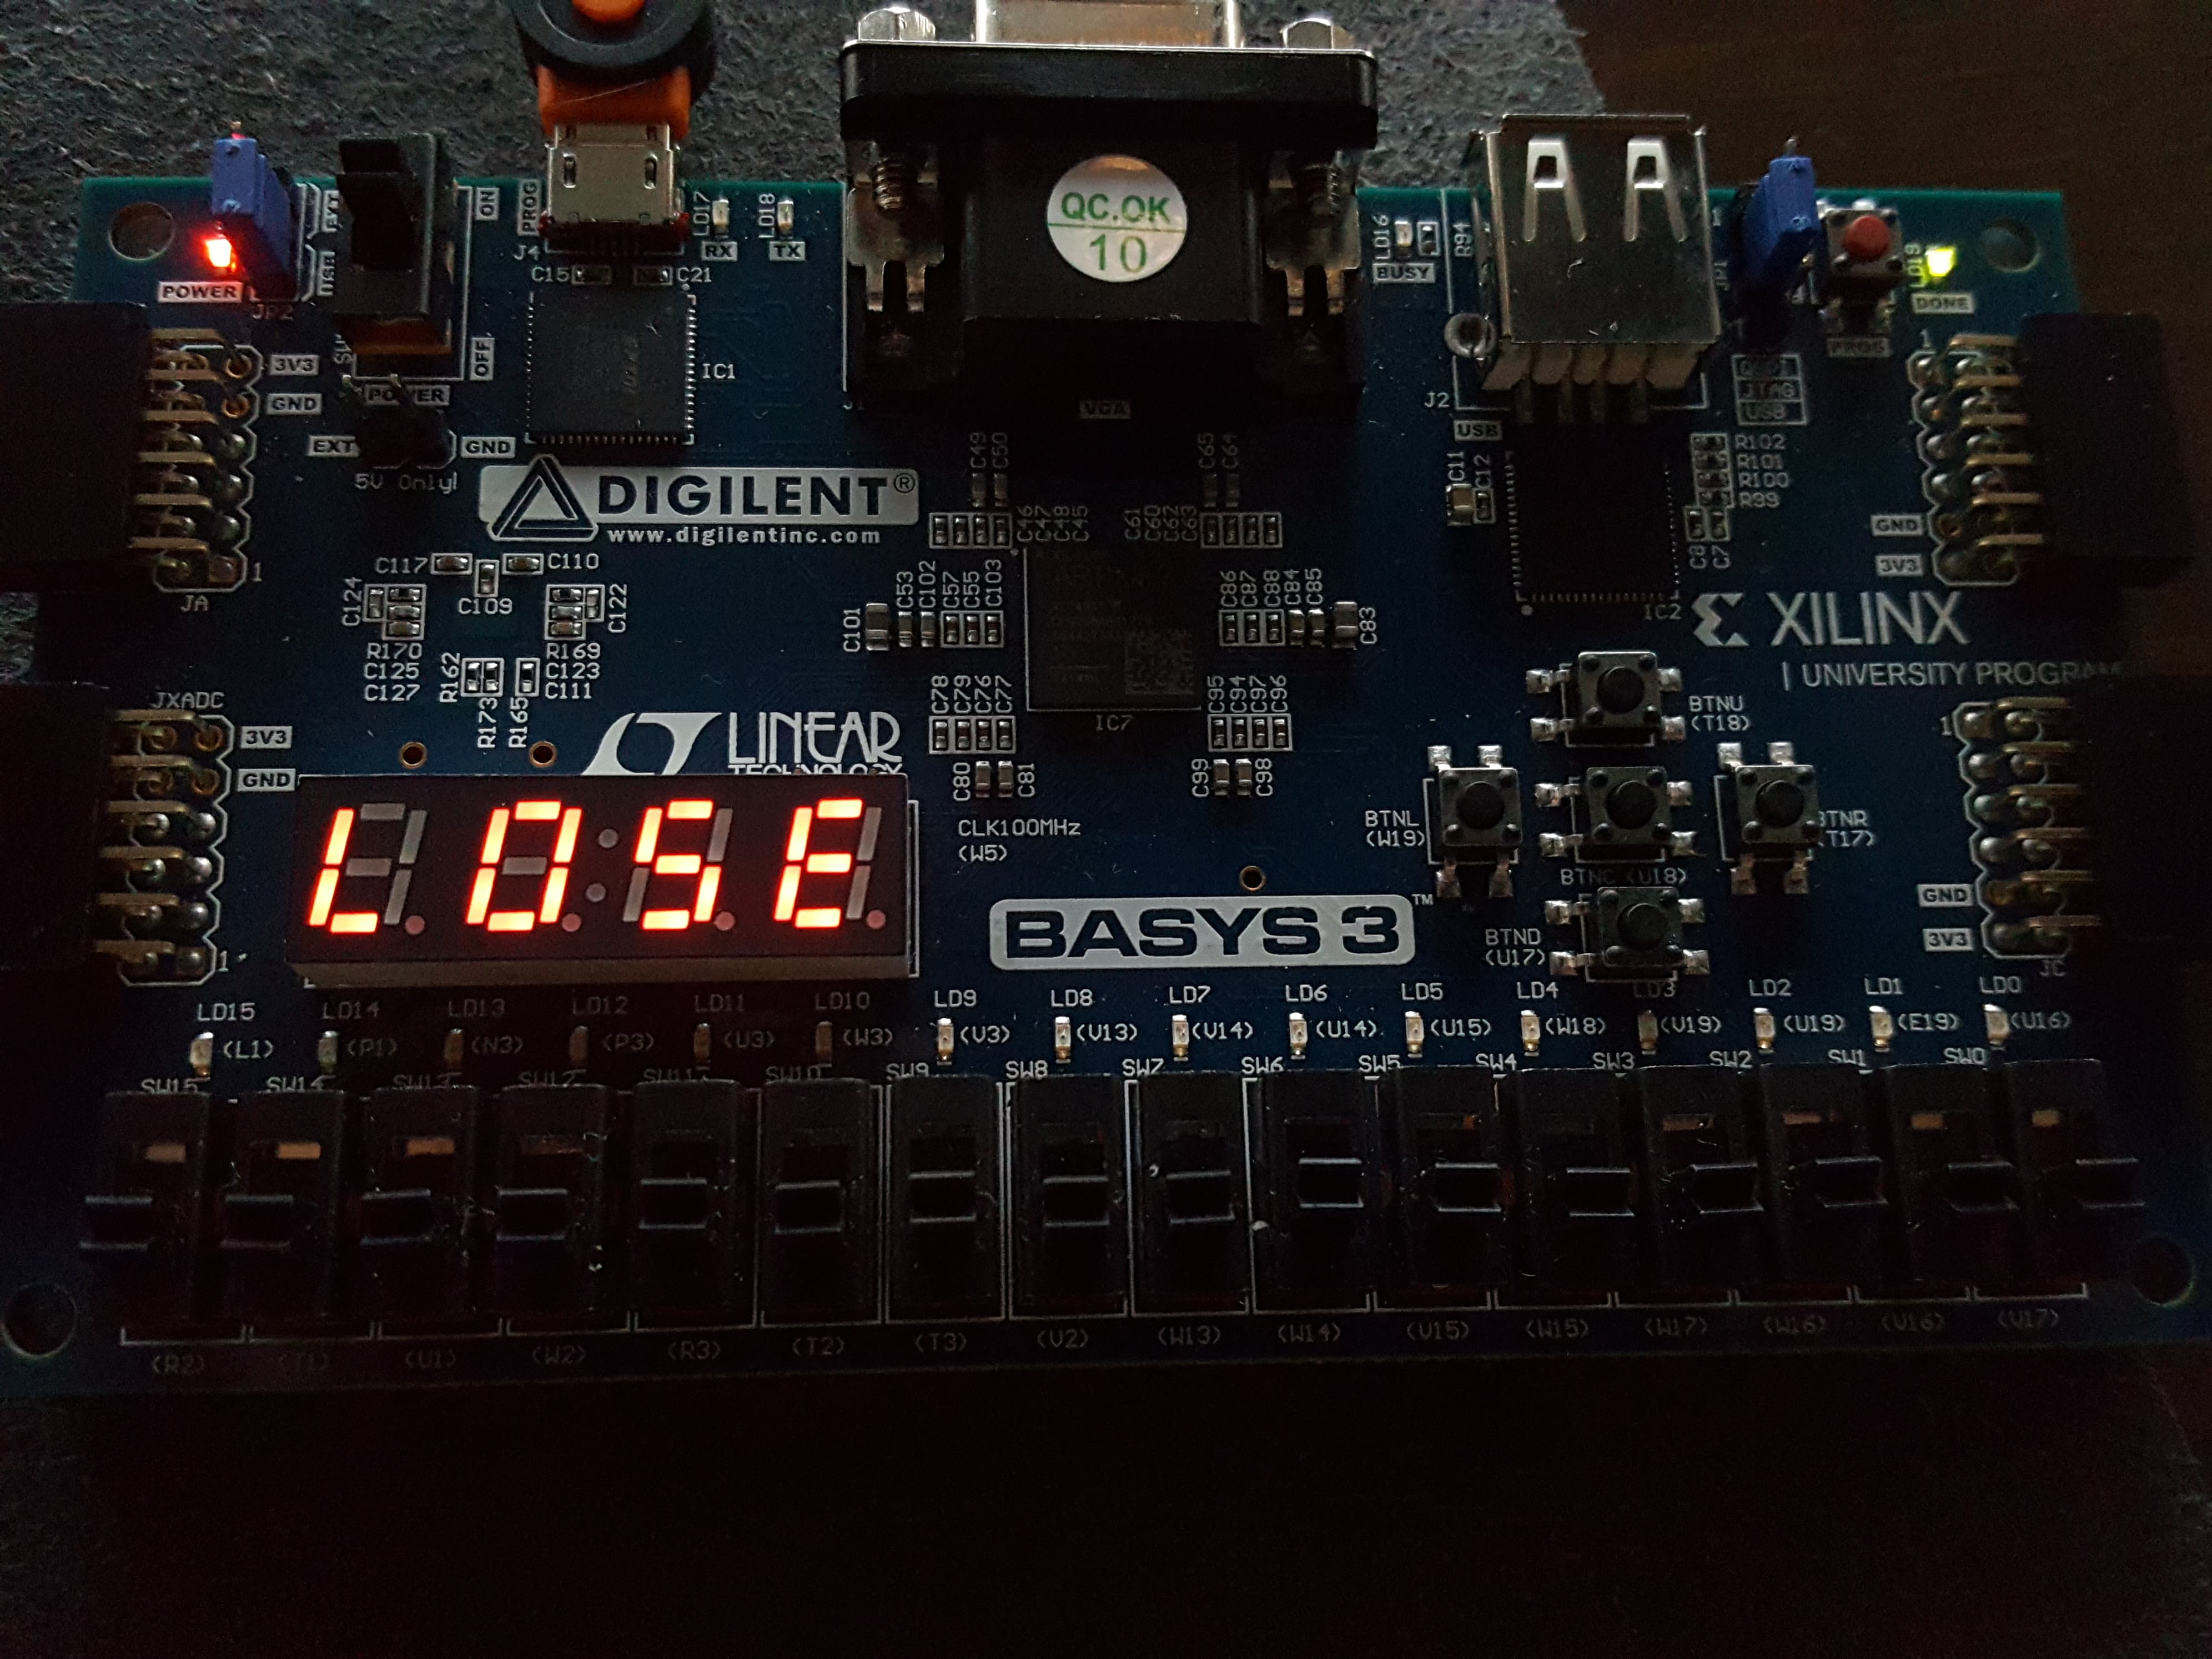 QC.OK
10
PROG
ON
EXT
USB
LD17
LD18
RX
TX
J4
C15
C21
POWER
JP2
OFF
LD16
BUSY
R94
LD19
DONE
PROG
3V3
GND
POWER
EXT
GND
5V Only!
IC1
J1
VGA
J2
USB
QSPI
JTAG
USB
1
DIGILENT®
www.digilentinc.com
C49
C50
C65
C64
C46
C47
C48
C45
C61
C60
C62
C63
C11
C12
R102
R101
R100
R99
C8
C7
GND
3V3
IC2
JA
1
C117
C110
C109
C124
C122
R170
C125
C127
R169
C123
C111
R162
R173
R165
C101
C53
C102
C57
C55
C103
C86
C87
C88
C84
C85
C83
C78
C79
C76
C77
C95
C94
C97
C96
C80
C81
C99
C98
IC7
XILINX
UNIVERSITY PROGRAM
JXADC
3V3
GND
1
LINEAR
TECHNOLOGY
LOSE
CLK100MHz
(W5)
BASYS 3™
BTNU
(T18)
BTNL
(W19)
BTNR
(T17)
BTNC (U18)
BTND
(U17)
1
GND
3V3
JC
LD15 LD14 LD13 LD12 LD11 LD10 LD9 LD8 LD7 LD6 LD5 LD4 LD3 LD2 LD1 LD0
(L1) (P1) (N3) (P3) (U3) (W3) (V3) (V13) (V14) (U14) (U15) (W18) (V19) (U19) (E19) (U16)
SW15 SW14 SW13 SW12 SW11 SW10 SW9 SW8 SW7 SW6 SW5 SW4 SW3 SW2 SW1 SW0
(R2) (T1) (U1) (W2) (R3) (T2) (T3) (V2) (W13) (W14) (V15) (W15) (W17) (W16) (V16) (V17)